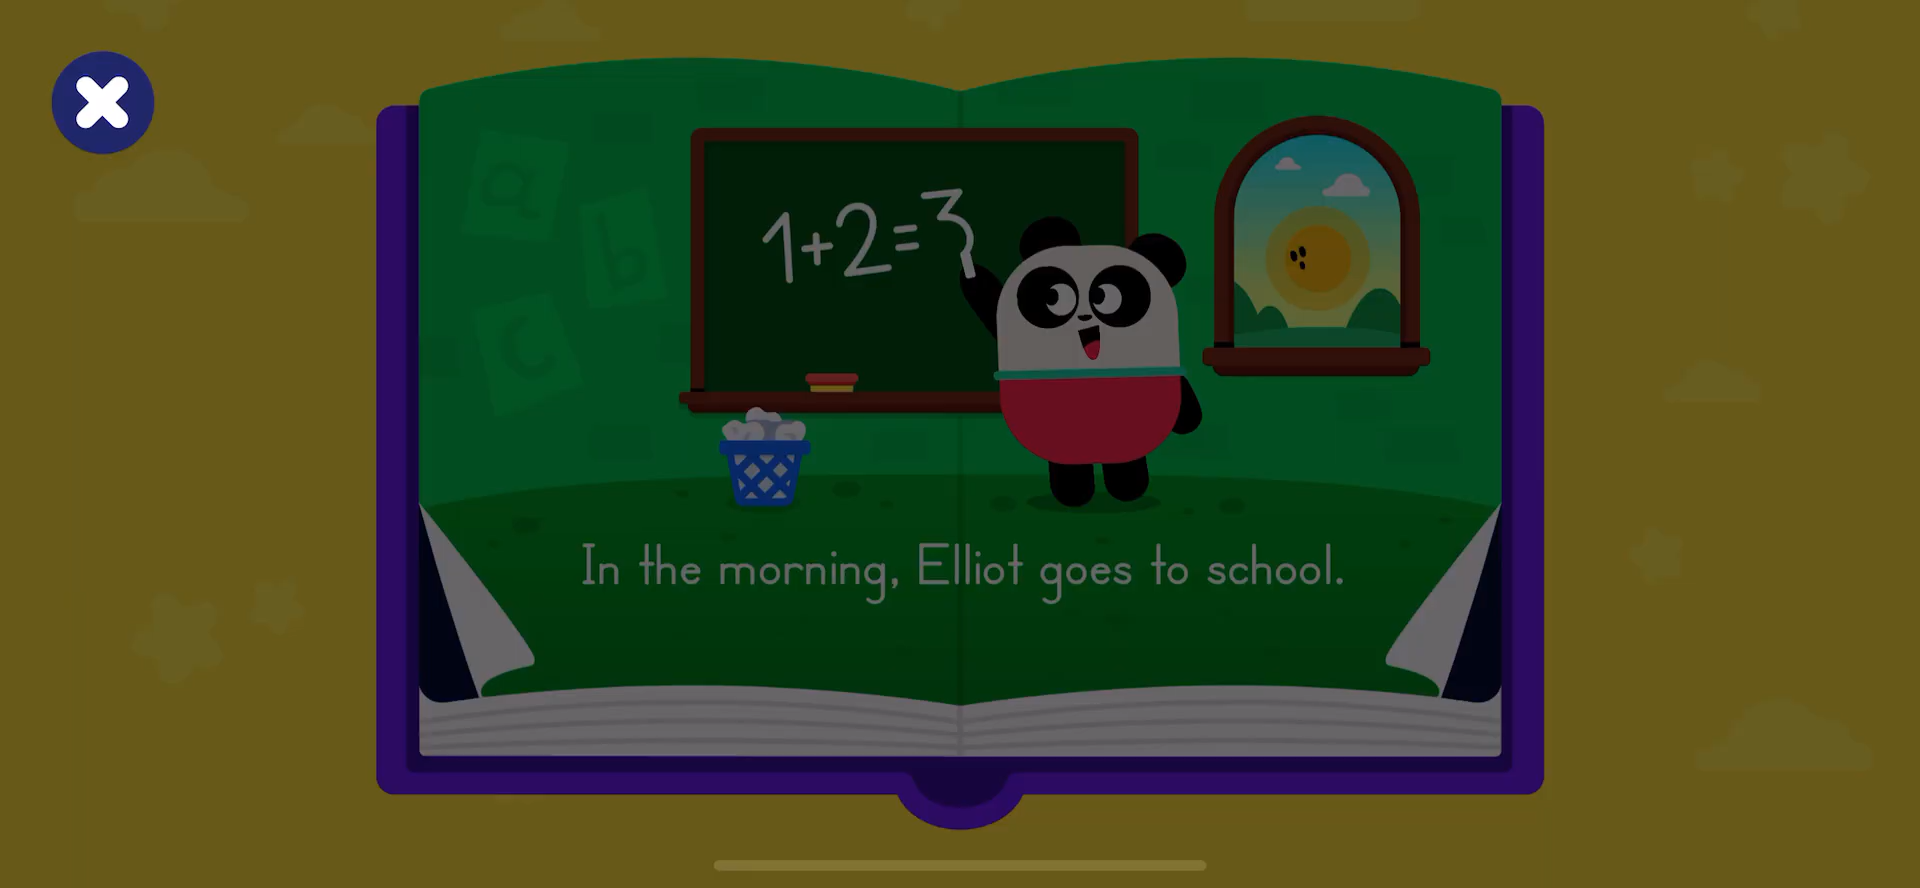 a
b
c
1+2=3
In the morning, Elliot goes to school.